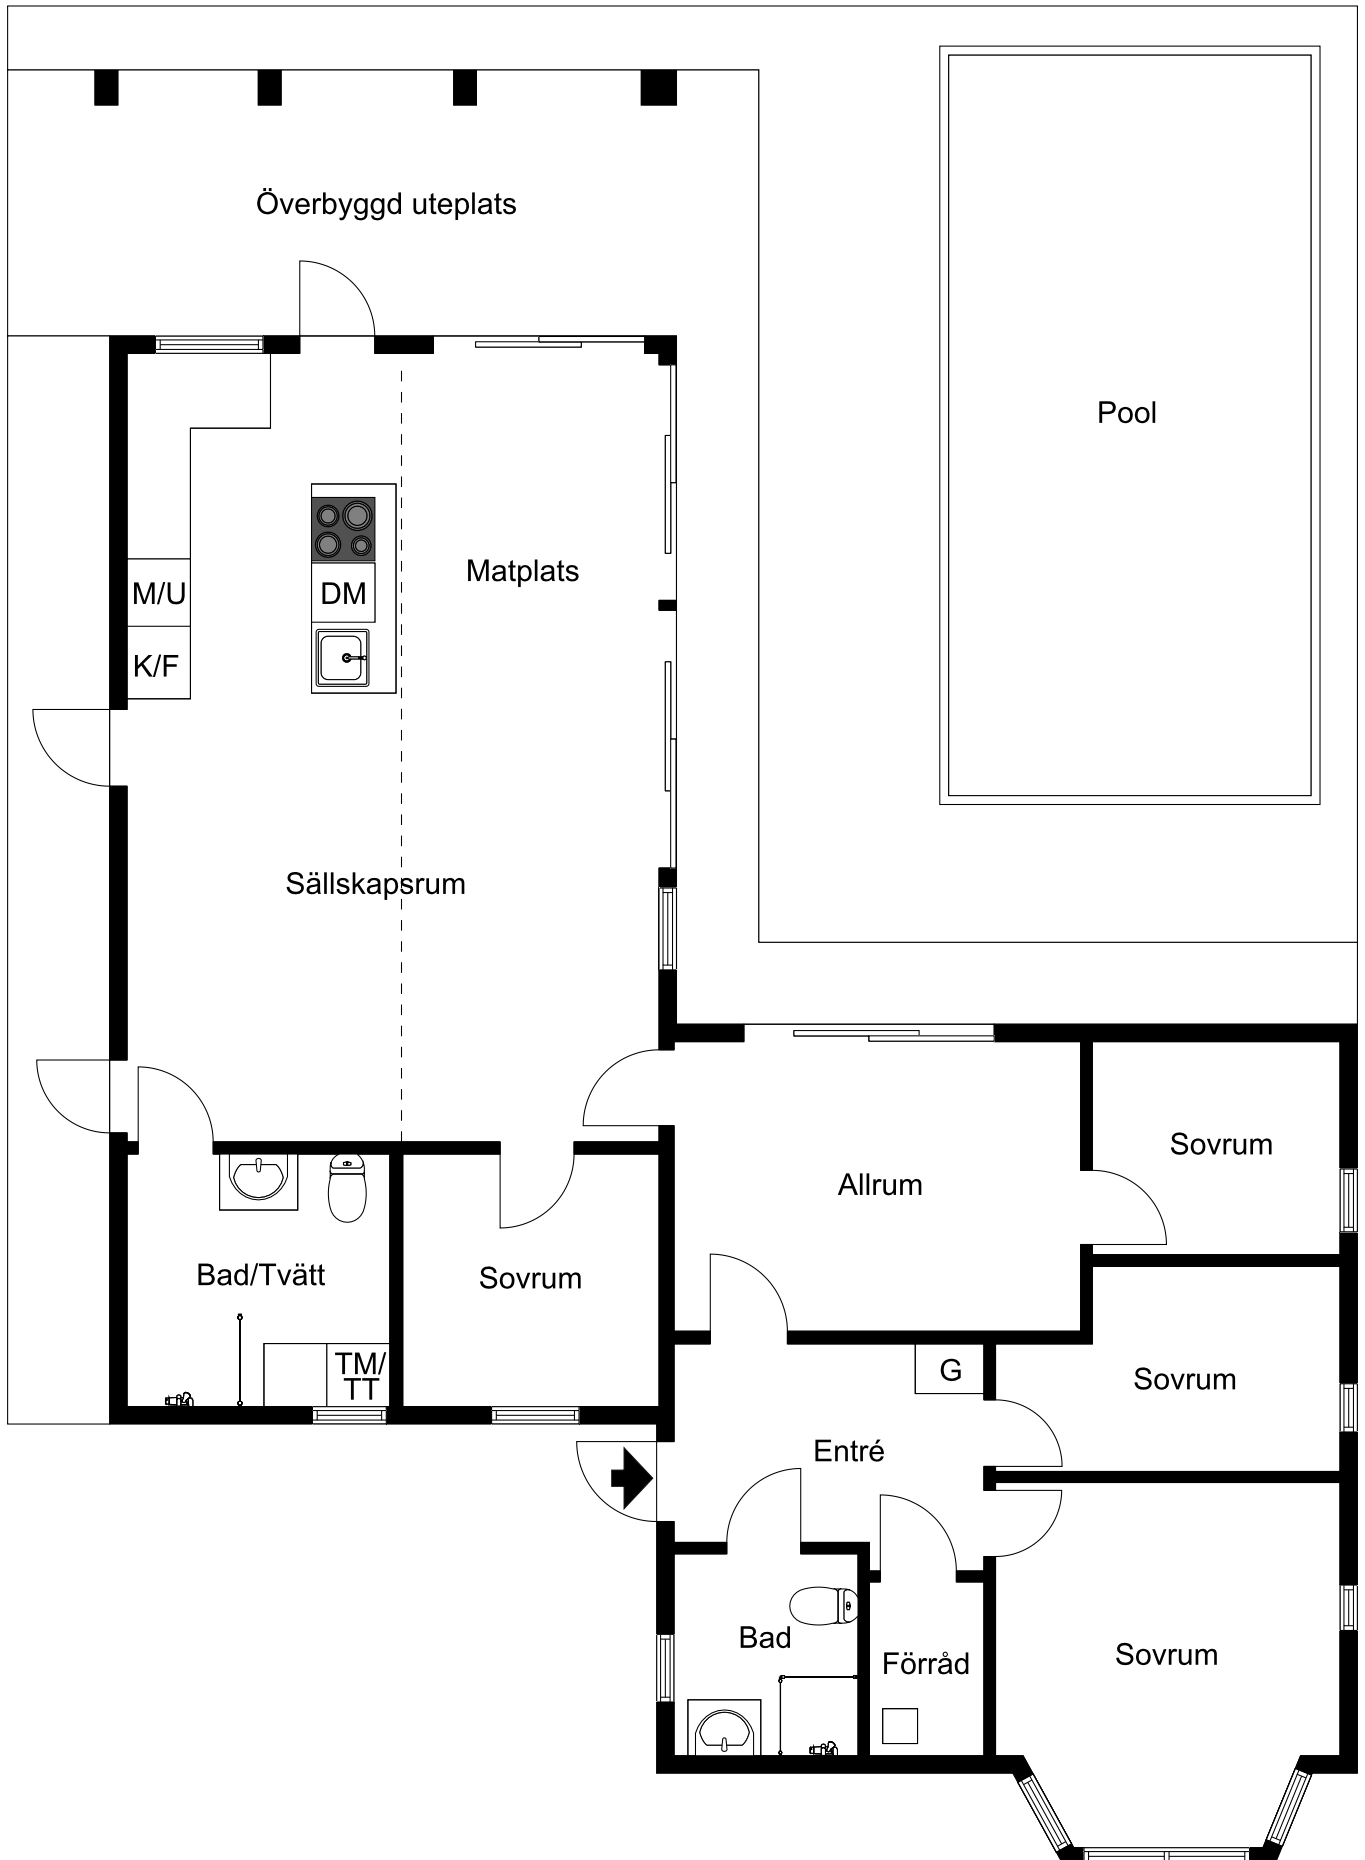 Överbyggd uteplats
Pool
M/U
DM
Matplats
K/F
Sällskapsrum
Sovrum
Allrum
Bad/Tvätt
Sovrum
TM/
TT
G
Sovrum
Entré
Bad
Förråd
Sovrum